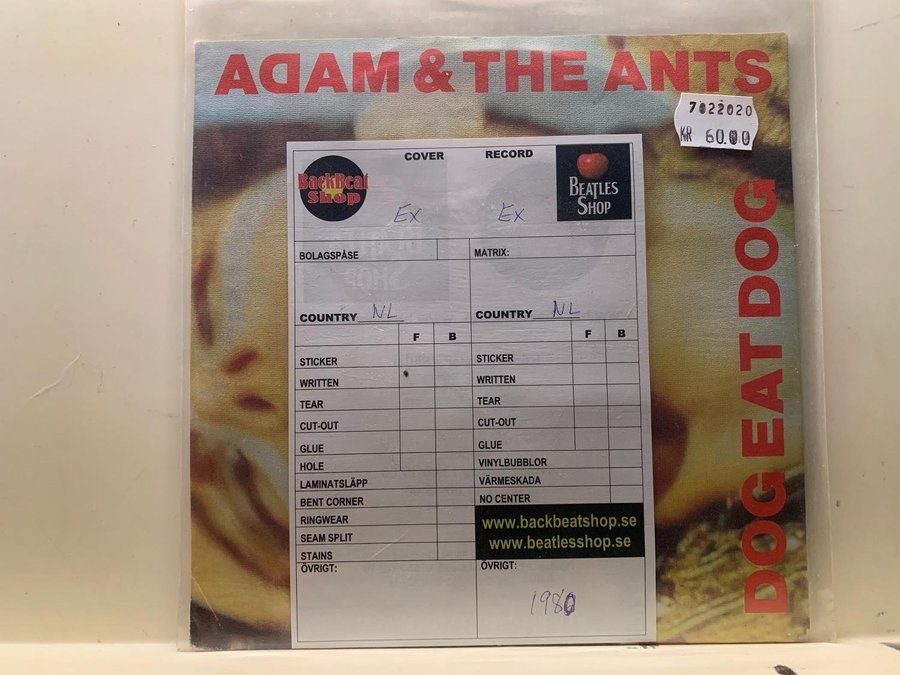 ADAM & THE ANTS
7022020
KR 60.00
DOG EAT DOG
COVER
RECORD
BackBeat
Shop
BEATLES
SHOP
Ex
Ex
BOLAGSPÅSE
MATRIX:
COUNTRY NL
COUNTRY NL
F B
F B
STICKER
WRITTEN
TEAR
CUT-OUT
GLUE
HOLE
LAMINATSLÄPP
BENT CORNER
RINGWEAR
SEAM SPLIT
STAINS
ÖVRIGT:
STICKER
WRITTEN
TEAR
CUT-OUT
GLUE
VINYLBUBBLOR
VÄRMESKADA
NO CENTER
www.backbeatshop.se
www.beatlesshop.se
ÖVRIGT:
1980